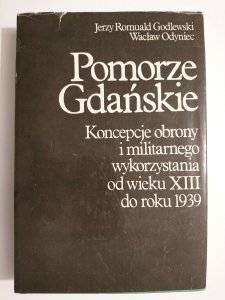 Jerzy Romuald Godlewski
Wacław Odyniec
Pomorze
Gdańskie
Koncepcje obrony
i militarnego
wykorzystania
od wieku XIII
do roku 1939